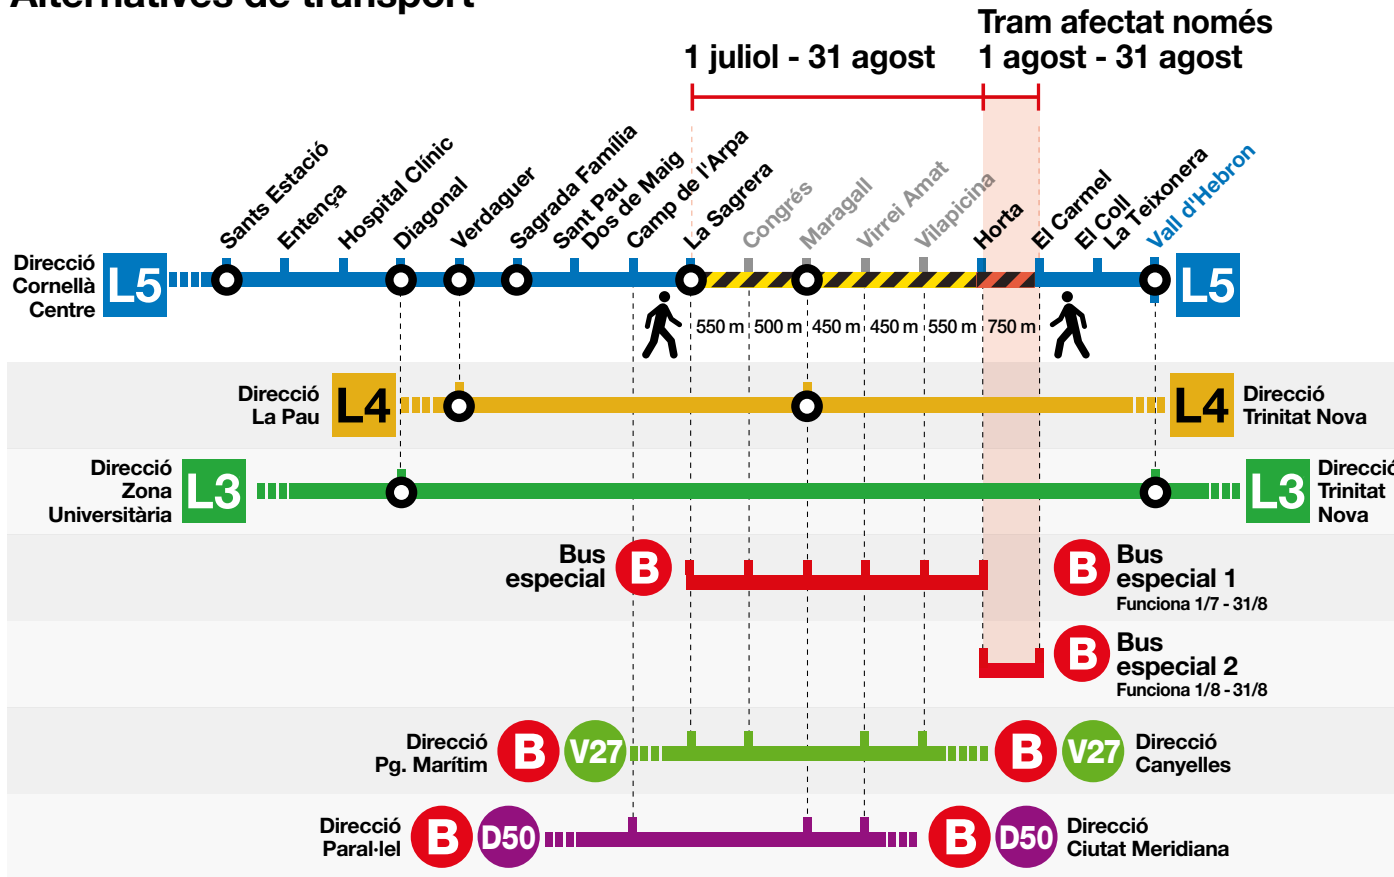 Alternatives de transport
Tram afectat només
1 juliol - 31 agost
1 agost - 31 agost
Sants Estació
Entença
Hospital Clínic
Diagonal
Verdaguer
Sagrada Família
Sant Pau
Dos de Maig
Camp de l'Arpa
La Sagrera
Congrés
Maragall
Virrei Amat
Vilapicina
Horta
El Carmel
El Coll
La Teixonera
Vall d'Hebron
Direcció
Cornellà
Centre
L5
L5
550 m
500 m
450 m
450 m
550 m
750 m
Direcció
La Pau
L4
L4
Direcció
Trinitat Nova
Direcció
Zona
Universitària
L3
L3
Direcció
Trinitat
Nova
Bus
especial
B
B
Bus
especial 1
Funciona 1/7 - 31/8
B
Bus
especial 2
Funciona 1/8 - 31/8
Direcció
Pg. Marítim
B
V27
B
V27
Direcció
Canyelles
Direcció
Paral·lel
B
D50
B
D50
Direcció
Ciutat Meridiana